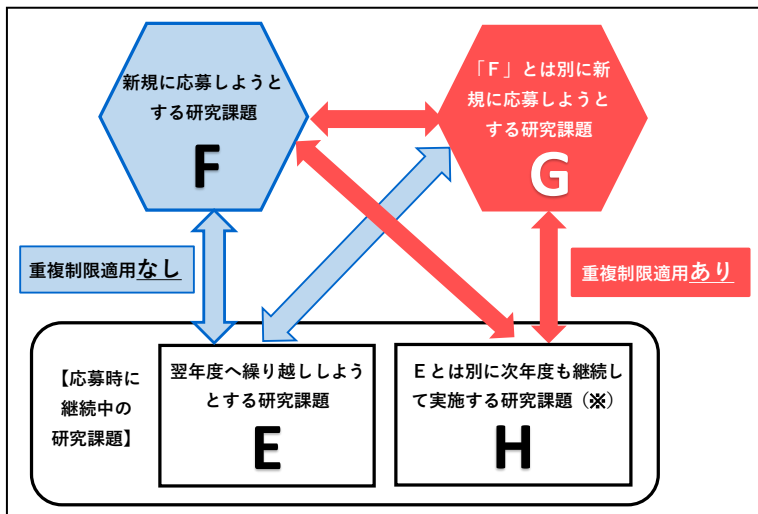 新規に応募しようと
する研究課題
F
「F」とは別に新
規に応募しようと
する研究課題
G
重複制限適用なし
重複制限適用あり
【応募時に
継続中の
研究課題】
翌年度へ繰り越ししよう
とする研究課題
E
Eとは別に次年度も継続し
て実施する研究課題（※）
H